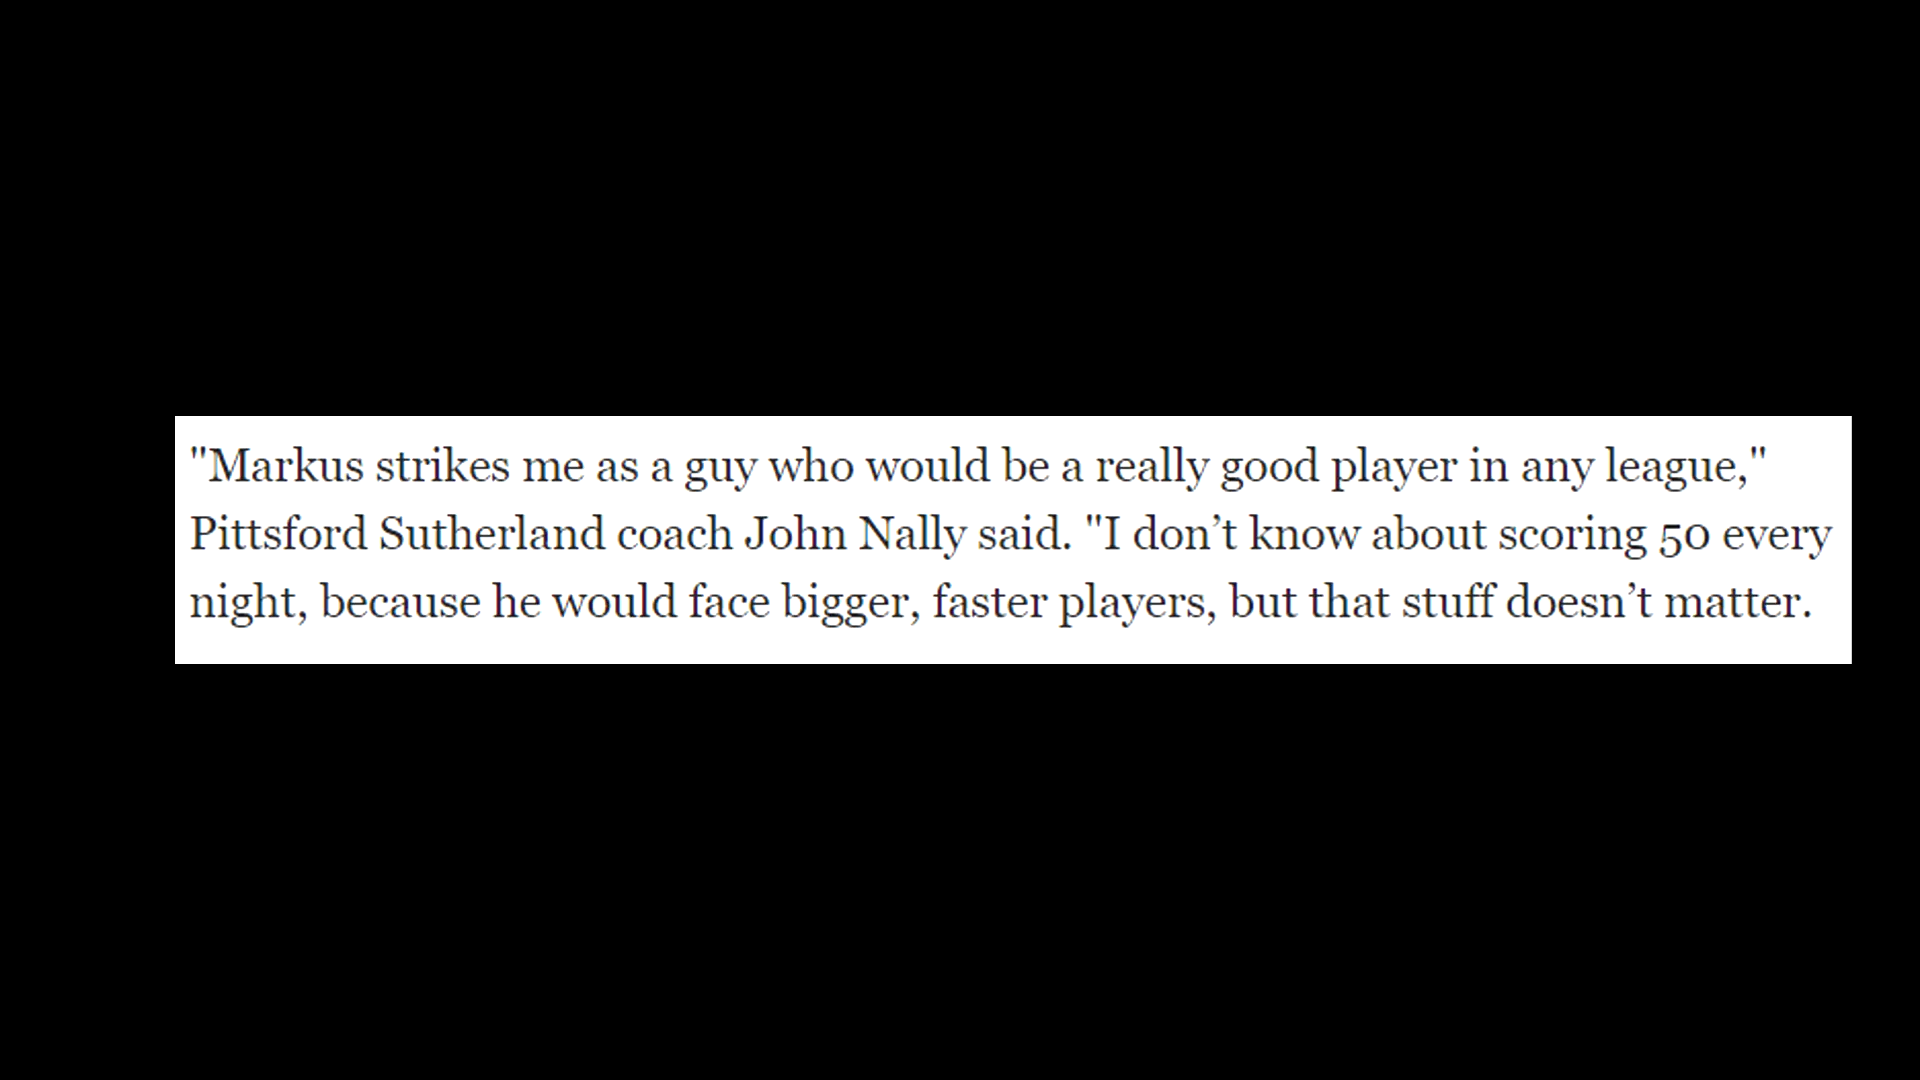 "Markus strikes me as a guy who would be a really good player in any league,"
Pittsford Sutherland coach John Nally said. "I don’t know about scoring 50 every
night, because he would face bigger, faster players, but that stuff doesn’t matter.